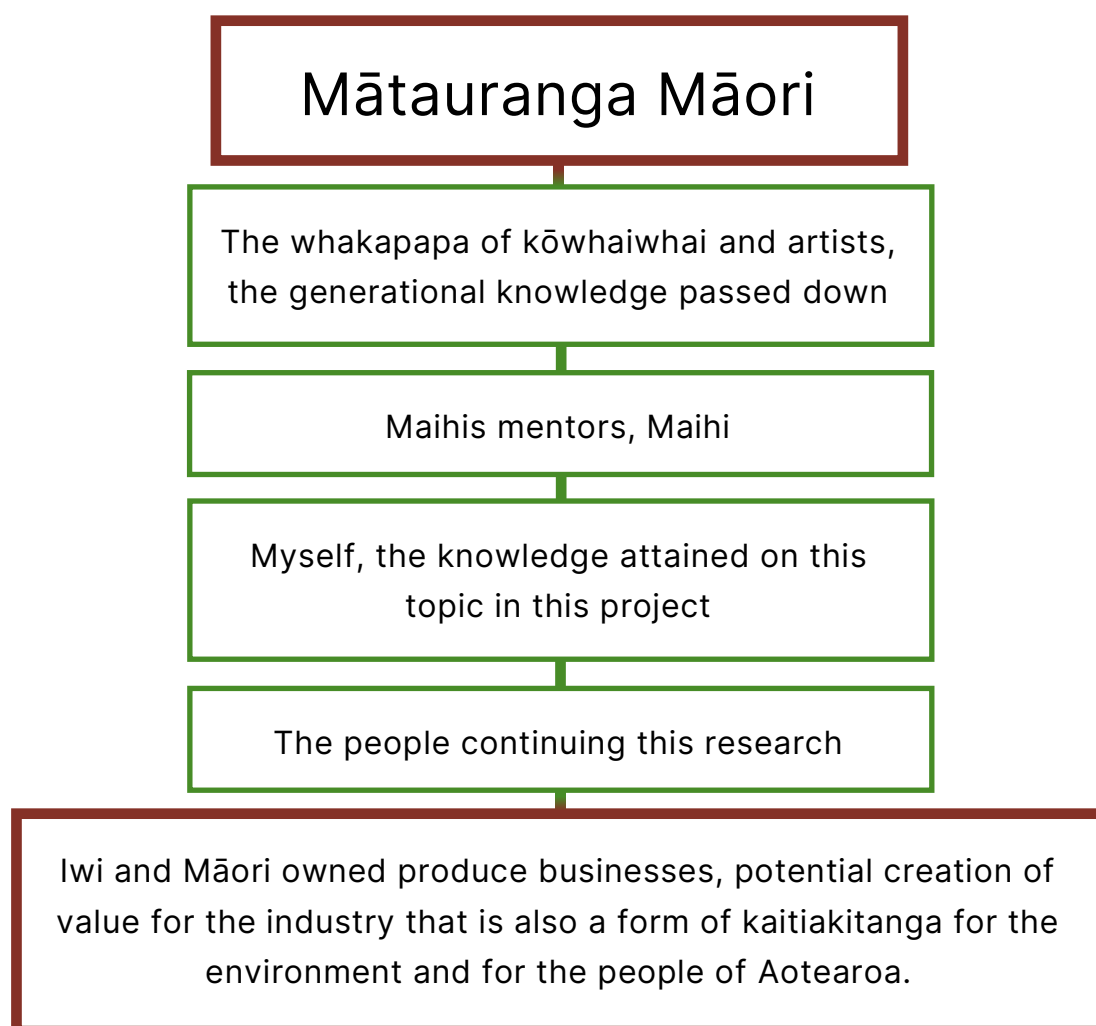 Mātauranga Māori
The whakapapa of kōwhaiwhai and artists,
the generational knowledge passed down
Maihis mentors, Maihi
Myself, the knowledge attained on this
topic in this project
The people continuing this research
Iwi and Māori owned produce businesses, potential creation of
value for the industry that is also a form of kaitiakitanga for the
environment and for the people of Aotearoa.